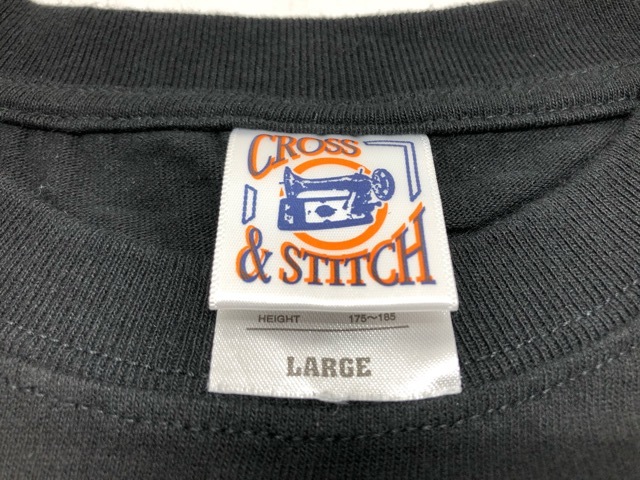 CROSS
& STITCH
HEIGHT 175~185
LARGE